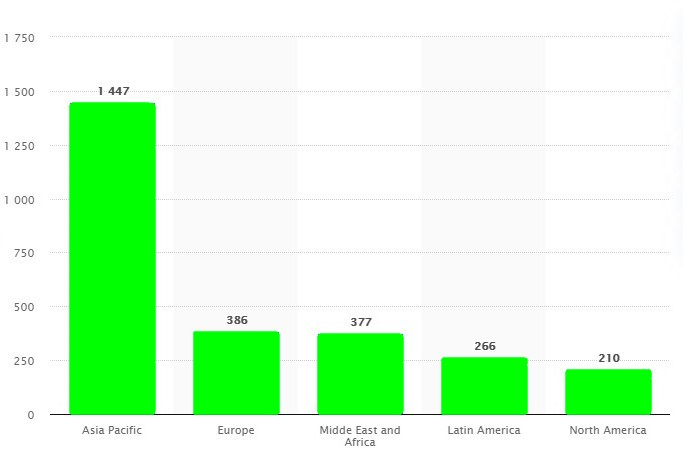 1 750
1 500
1 250
1 000
750
500
250
0
1 447
386
377
266
210
Asia Pacific
Europe
Midde East and
Africa
Latin America
North America